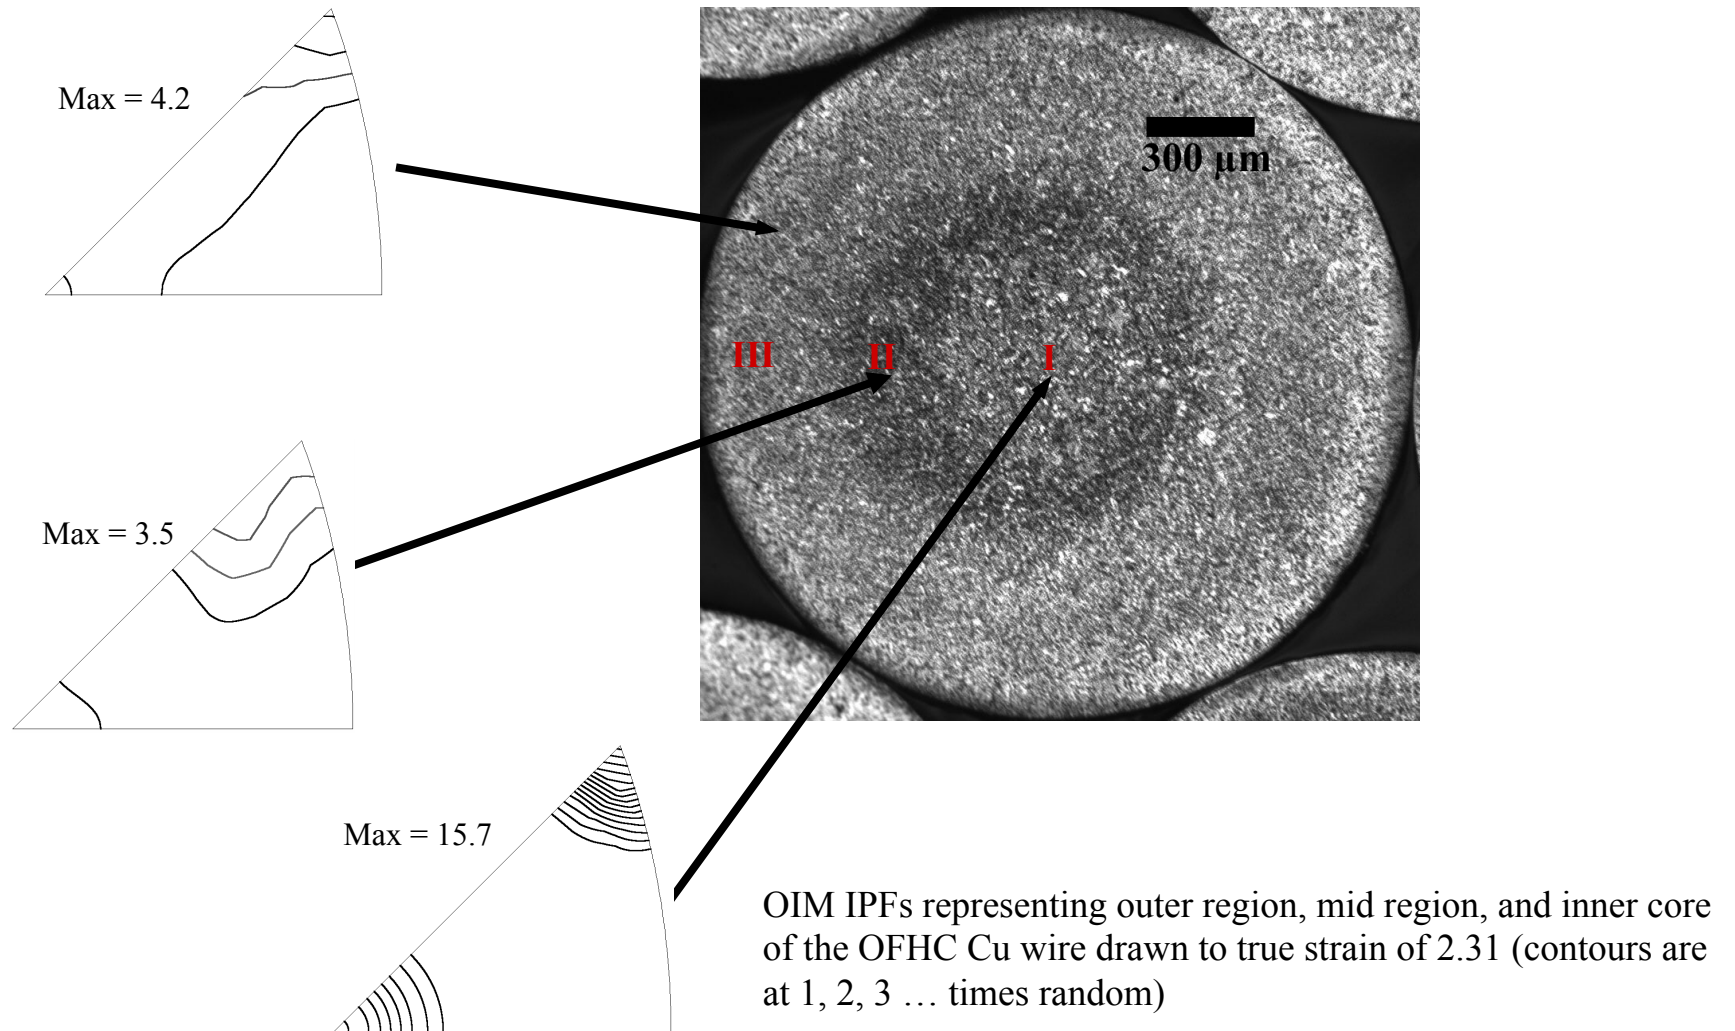 Max = 4.2
300 µm
III
II
I
Max = 3.5
Max = 15.7
OIM IPFs representing outer region, mid region, and inner core
of the OFHC Cu wire drawn to true strain of 2.31 (contours are
at 1, 2, 3 … times random)